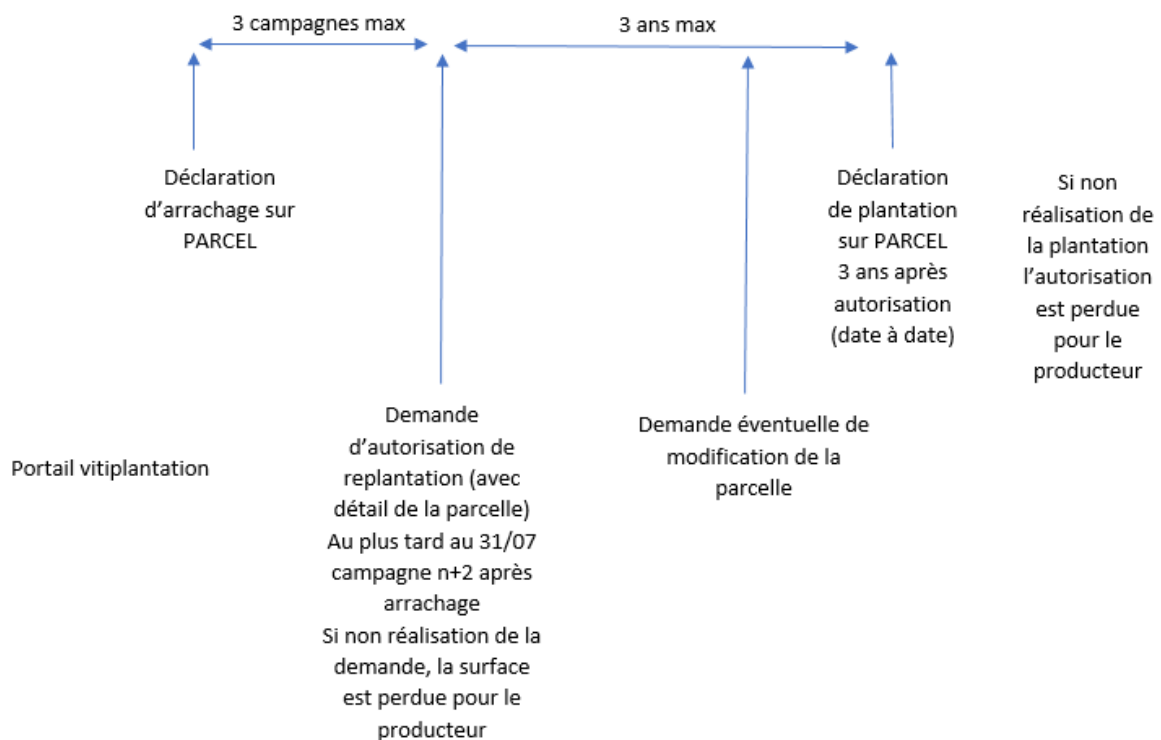 3 campagnes max
3 ans max
Déclaration
d’arrachage sur
PARCEL
Déclaration
de plantation
sur PARCEL
3 ans après
autorisation
(date à date)
Si non
réalisation de
la plantation
l’autorisation
est perdue
pour le
producteur
Portail vitiplantation
Demande
d’autorisation de
replantation (avec
détail de la parcelle)
Au plus tard au 31/07
campagne n+2 après
arrachage
Si non réalisation de la
demande, la surface
est perdue pour le
producteur
Demande éventuelle de
modification de la
parcelle